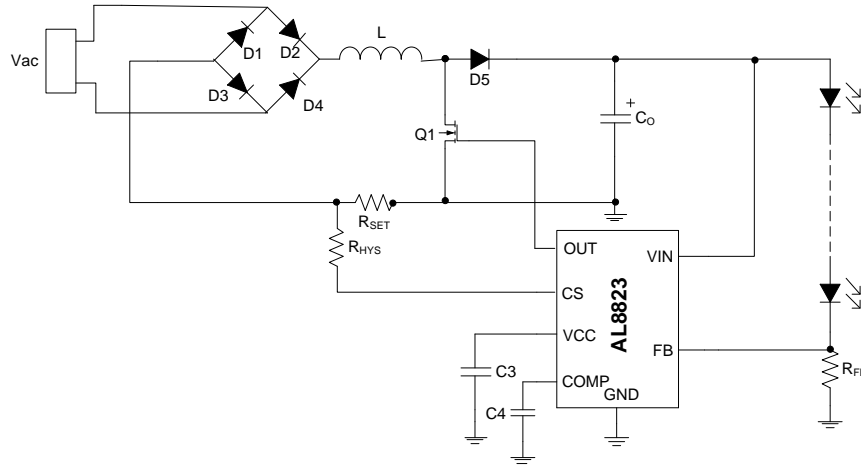 Vac
D1
D2
D3
D4
L
D5
Q1
+
CO
RSET
RHYS
OUT
VIN
CS
AL8823
VCC
FB
COMP
GND
C3
C4